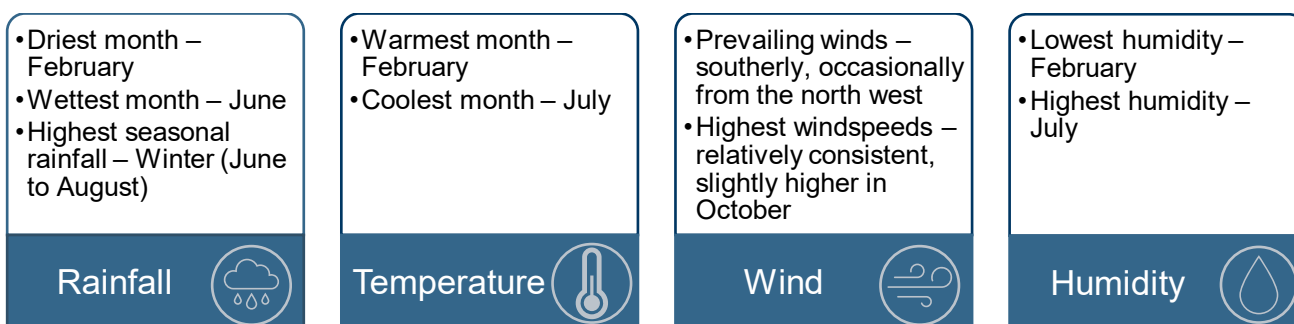 •Driest month –
February
•Wettest month – June
•Highest seasonal
rainfall – Winter (June
to August)
Rainfall
•Warmest month –
February
•Coolest month – July
Temperature
•Prevailing winds –
southerly, occasionally
from the north west
•Highest windspeeds –
relatively consistent,
slightly higher in
October
Wind
•Lowest humidity –
February
•Highest humidity –
July
Humidity